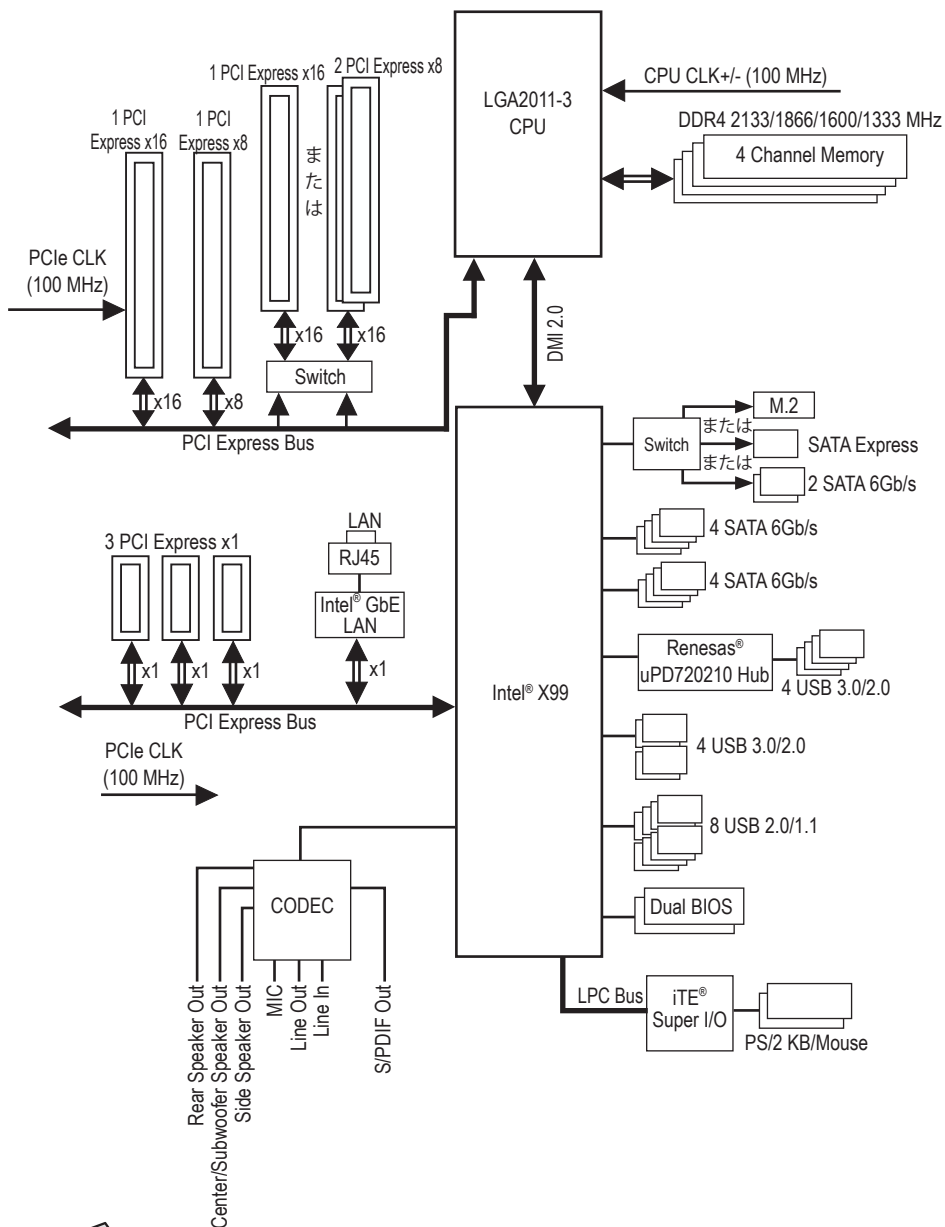 1 PCI Express x16
2 PCI Express x8
1 PCI
Express x16
1 PCI
Express x8
または
LGA2011-3
CPU
CPU CLK+/- (100 MHz)
DDR4 2133/1866/1600/1333 MHz
4 Channel Memory
PCIe CLK
(100 MHz)
x16
x16
Switch
x16
x8
PCI Express Bus
DMI 2.0
Switch
M.2
または
SATA Express
または
2 SATA 6Gb/s
4 SATA 6Gb/s
4 SATA 6Gb/s
3 PCI Express x1
LAN
RJ45
Intel® GbE
LAN
x1
x1
x1
x1
PCI Express Bus
PCIe CLK
(100 MHz)
Intel® X99
Renesas®
uPD720210 Hub
4 USB 3.0/2.0
4 USB 3.0/2.0
8 USB 2.0/1.1
Dual BIOS
CODEC
Rear Speaker Out
Center/Subwoofer Speaker Out
Side Speaker Out
MIC
Line Out
Line In
S/PDIF Out
LPC Bus
iTE®
Super I/O
PS/2 KB/Mouse